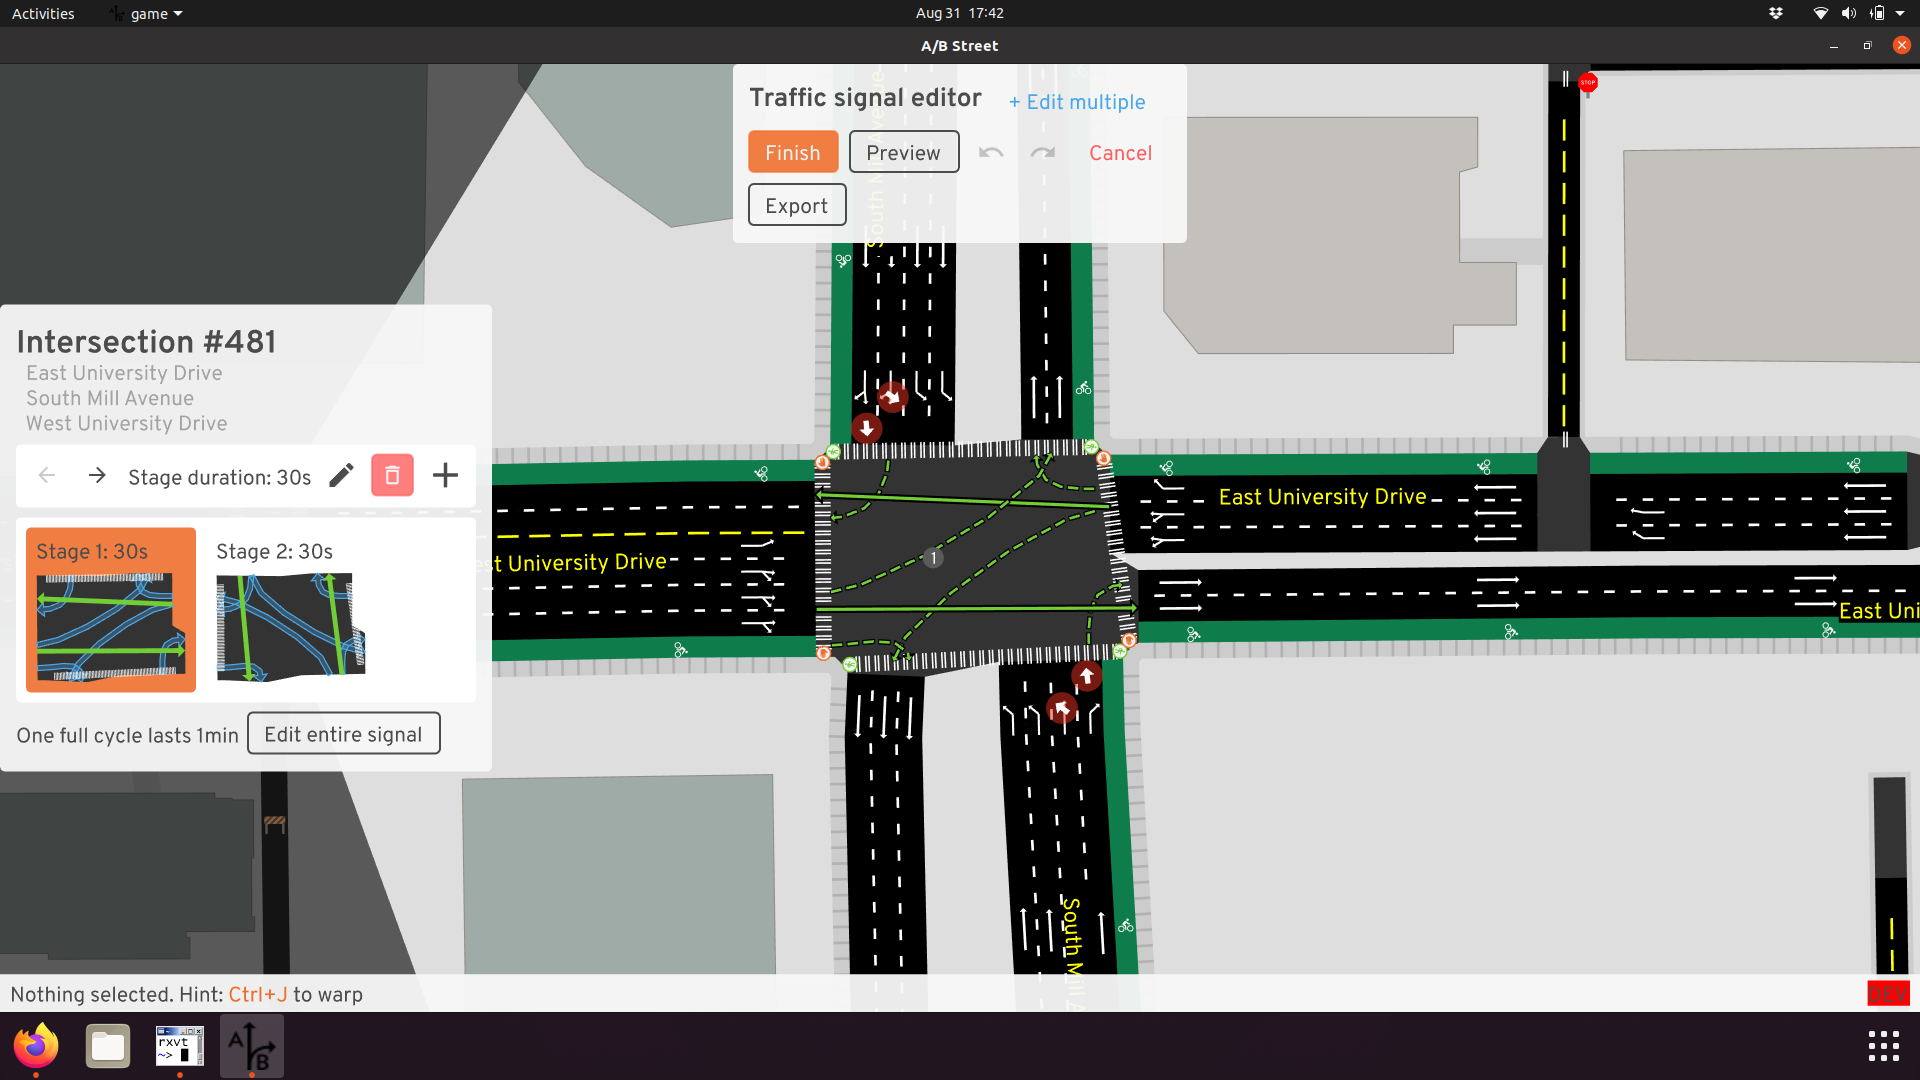 Activities
game
Aug 31 17:42
A/B Street
Traffic signal editor
+ Edit multiple
Finish
Preview
Cancel
Export
South Mill Avenue
STOP
Intersection #481
East University Drive
South Mill Avenue
West University Drive
Stage duration: 30s
Stage 1: 30s
Stage 2: 30s
One full cycle lasts 1min
Edit entire signal
st University Drive
East University Drive
1
East Uni
South Mill A
Nothing selected. Hint: Ctrl+J to warp
DEV
rxvt
~>
A
B